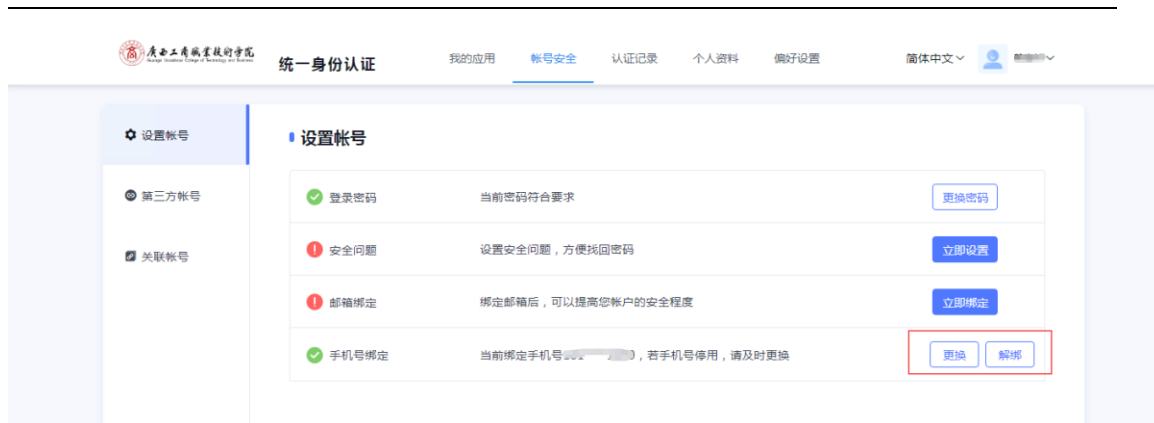 广西工商职业技术学院
统一身份认证
我的应用 帐号安全 认证记录 个人资料 偏好设置 简体中文
设置帐号
第三方帐号
关联帐号
设置帐号
登录密码 当前密码符合要求 更换密码
安全问题 设置安全问题，方便找回密码 立即设置
邮箱绑定 绑定邮箱后，可以提高您帐户的安全程度 立即绑定
手机号绑定 当前绑定手机号 ，若手机号停用，请及时更换 更换 解绑